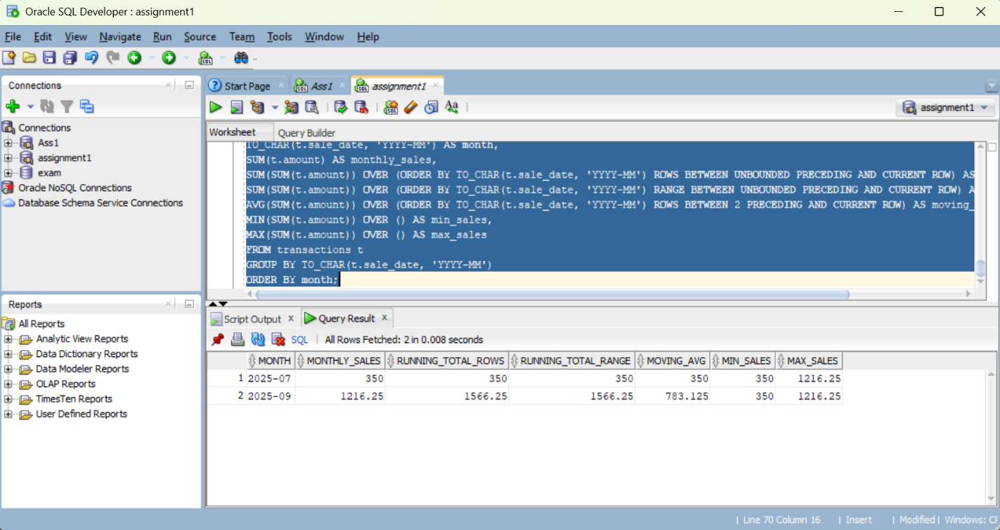 Oracle SQL Developer : assignment1
File Edit View Navigate Run Source Team Tools Window Help
Connections
Connections
Ass1
assignment1
exam
Oracle NoSQL Connections
Database Schema Service Connections
Reports
All Reports
Analytic View Reports
Data Dictionary Reports
Data Modeler Reports
OLAP Reports
TimesTen Reports
User Defined Reports
Start Page Ass1 assignment1
assignment1
Worksheet Query Builder
TO_CHAR(t.sale_date, 'YYYY-MM') AS month,
SUM(t.amount) AS monthly_sales,
SUM(SUM(t.amount)) OVER (ORDER BY TO_CHAR(t.sale_date, 'YYYY-MM') ROWS BETWEEN UNBOUNDED PRECEDING AND CURRENT ROW) AS
SUM(SUM(t.amount)) OVER (ORDER BY TO_CHAR(t.sale_date, 'YYYY-MM') RANGE BETWEEN UNBOUNDED PRECEDING AND CURRENT ROW) A
AVG(SUM(t.amount)) OVER (ORDER BY TO_CHAR(t.sale_date, 'YYYY-MM') ROWS BETWEEN 2 PRECEDING AND CURRENT ROW) AS moving_
MIN(SUM(t.amount)) OVER () AS min_sales,
MAX(SUM(t.amount)) OVER () AS max_sales
FROM transactions t
GROUP BY TO_CHAR(t.sale_date, 'YYYY-MM')
ORDER BY month;
Script Output x Query Result x
SQL | All Rows Fetched: 2 in 0.008 seconds
MONTH MONTHLY_SALES RUNNING_TOTAL_ROWS RUNNING_TOTAL_RANGE MOVING_AVG MIN_SALES MAX_SALES
1 2025-07 350 350 350 350 350 1216.25
2 2025-09 1216.25 1566.25 1566.25 783.125 350 1216.25
| Line 70 Column 16 | Insert | Modified | Windows: CF